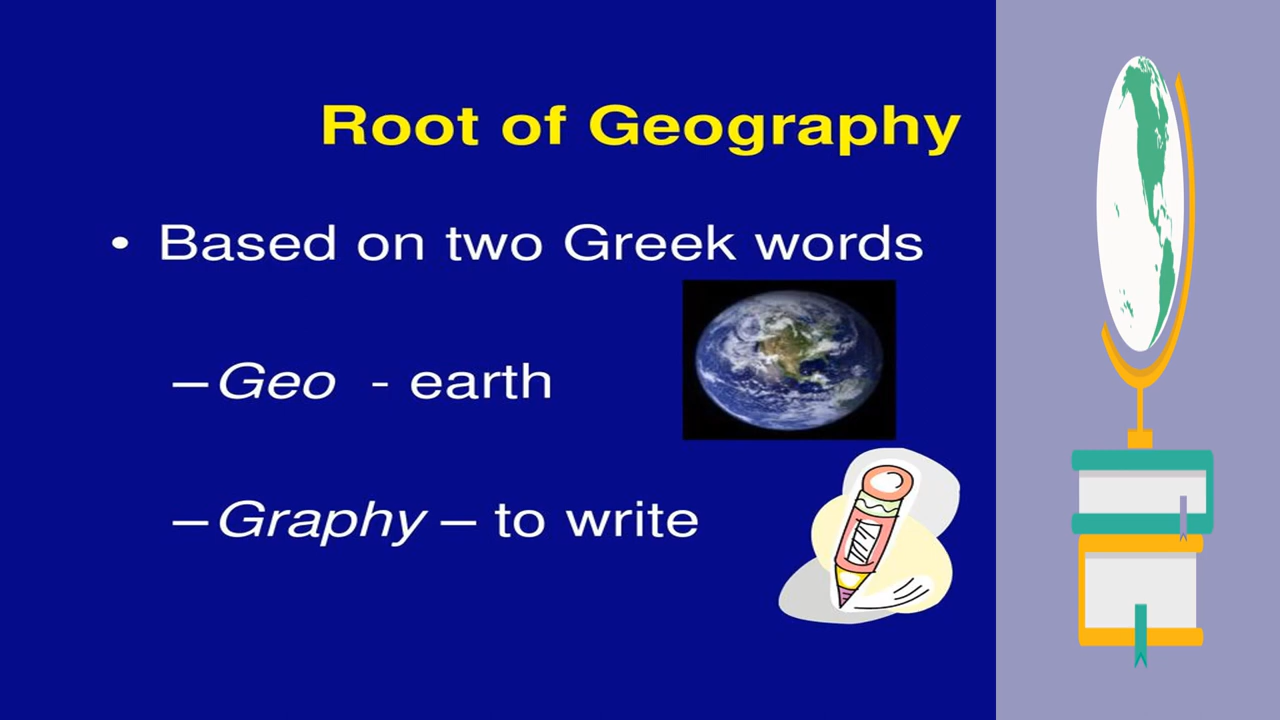 Root of Geography
• Based on two Greek words
–Geo - earth
–Graphy – to write